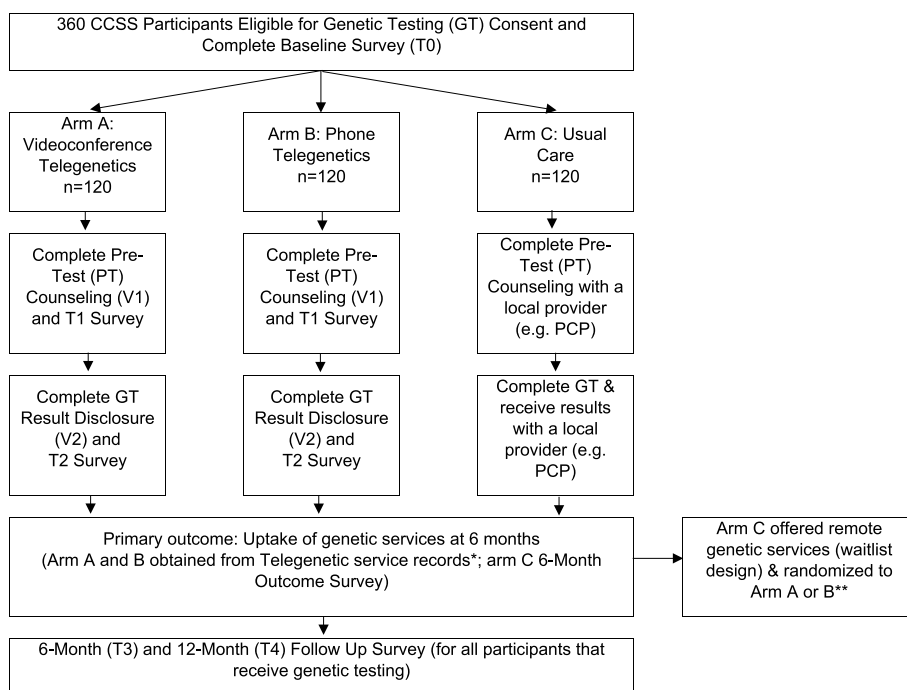 360 CCSS Participants Eligible for Genetic Testing (GT) Consent and
Complete Baseline Survey (T0)
Arm A:
Videoconference
Telegenetics
n=120
Arm B: Phone
Telegenetics
n=120
Arm C: Usual
Care
n=120
Complete Pre-
Test (PT)
Counseling (V1)
and T1 Survey
Complete Pre-
Test (PT)
Counseling (V1)
and T1 Survey
Complete Pre-
Test (PT)
Counseling with a
local provider
(e.g. PCP)
Complete GT
Result Disclosure
(V2) and
T2 Survey
Complete GT
Result Disclosure
(V2) and
T2 Survey
Complete GT &
receive results
with a local
provider (e.g.
PCP)
Primary outcome: Uptake of genetic services at 6 months
(Arm A and B obtained from Telegenetic service records*; arm C 6-Month
Outcome Survey)
Arm C offered remote
genetic services (waitlist
design) & randomized to
Arm A or B**
6-Month (T3) and 12-Month (T4) Follow Up Survey (for all participants that
receive genetic testing)